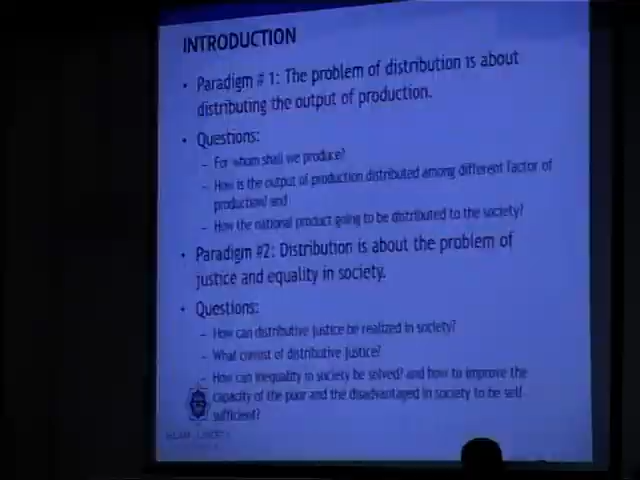 INTRODUCTION
• Paradigm # 1: The problem of distribution is about
distributing the output of production.
• Questions:
– For whom shall we produce?
– How is the output of production distributed among different factor of
production? and
– How the national product going to be distributed to the society?
• Paradigm #2: Distribution is about the problem of
justice and equality in society.
• Questions:
– How can distributive justice be realized in society?
– What consist of distributive justice?
– How can inequality in society be solved? and how to improve the
capacity of the poor and the disadvantaged in society to be self
sufficient?